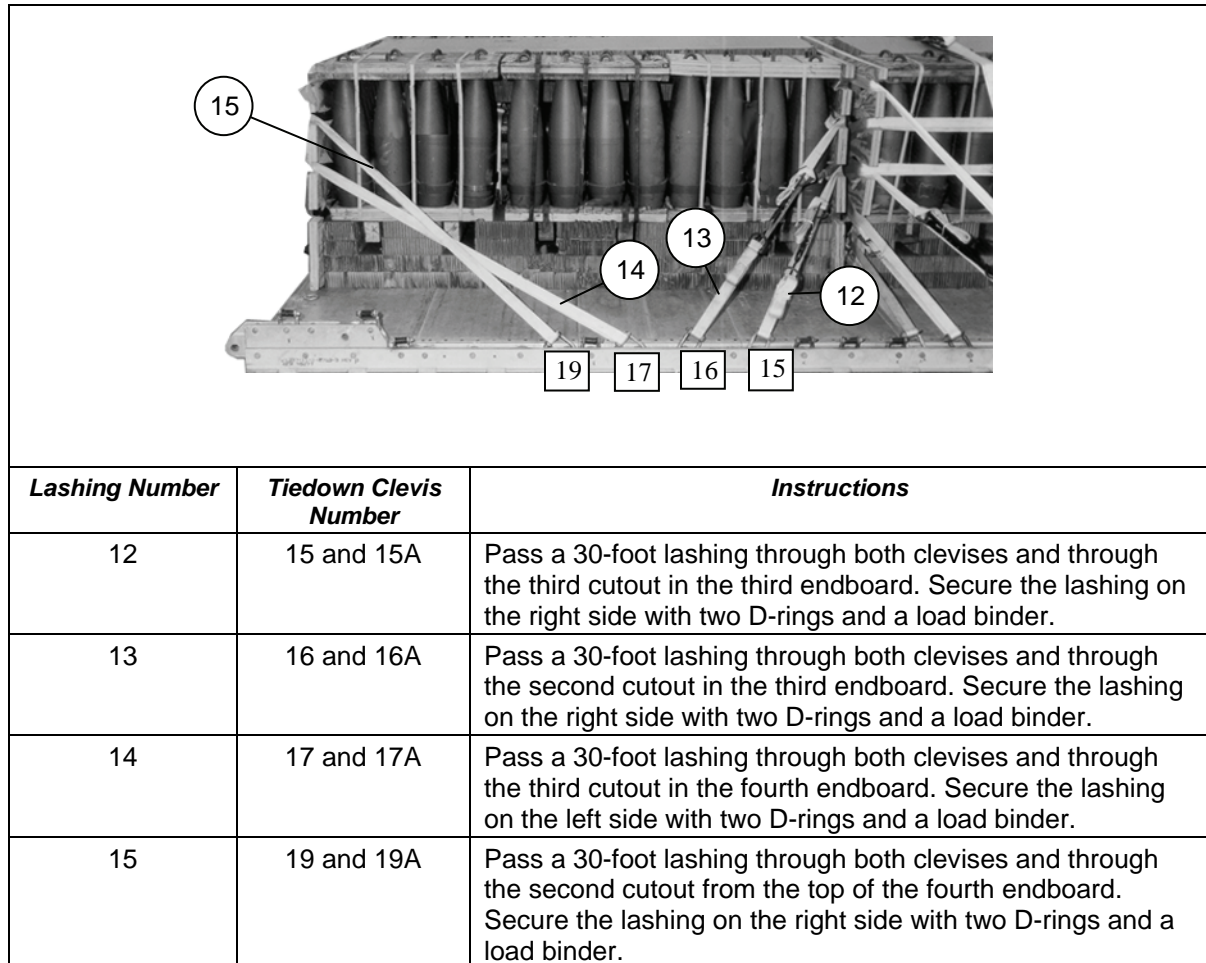 15
13
14
12
19
17
16
15
Lashing Number
Tiedown Clevis
Number
Instructions
12
15 and 15A
Pass a 30-foot lashing through both clevises and through
the third cutout in the third endboard. Secure the lashing on
the right side with two D-rings and a load binder.
13
16 and 16A
Pass a 30-foot lashing through both clevises and through
the second cutout in the third endboard. Secure the lashing
on the right side with two D-rings and a load binder.
14
17 and 17A
Pass a 30-foot lashing through both clevises and through
the third cutout in the fourth endboard. Secure the lashing
on the left side with two D-rings and a load binder.
15
19 and 19A
Pass a 30-foot lashing through both clevises and through
the second cutout from the top of the fourth endboard.
Secure the lashing on the right side with two D-rings and a
load binder.